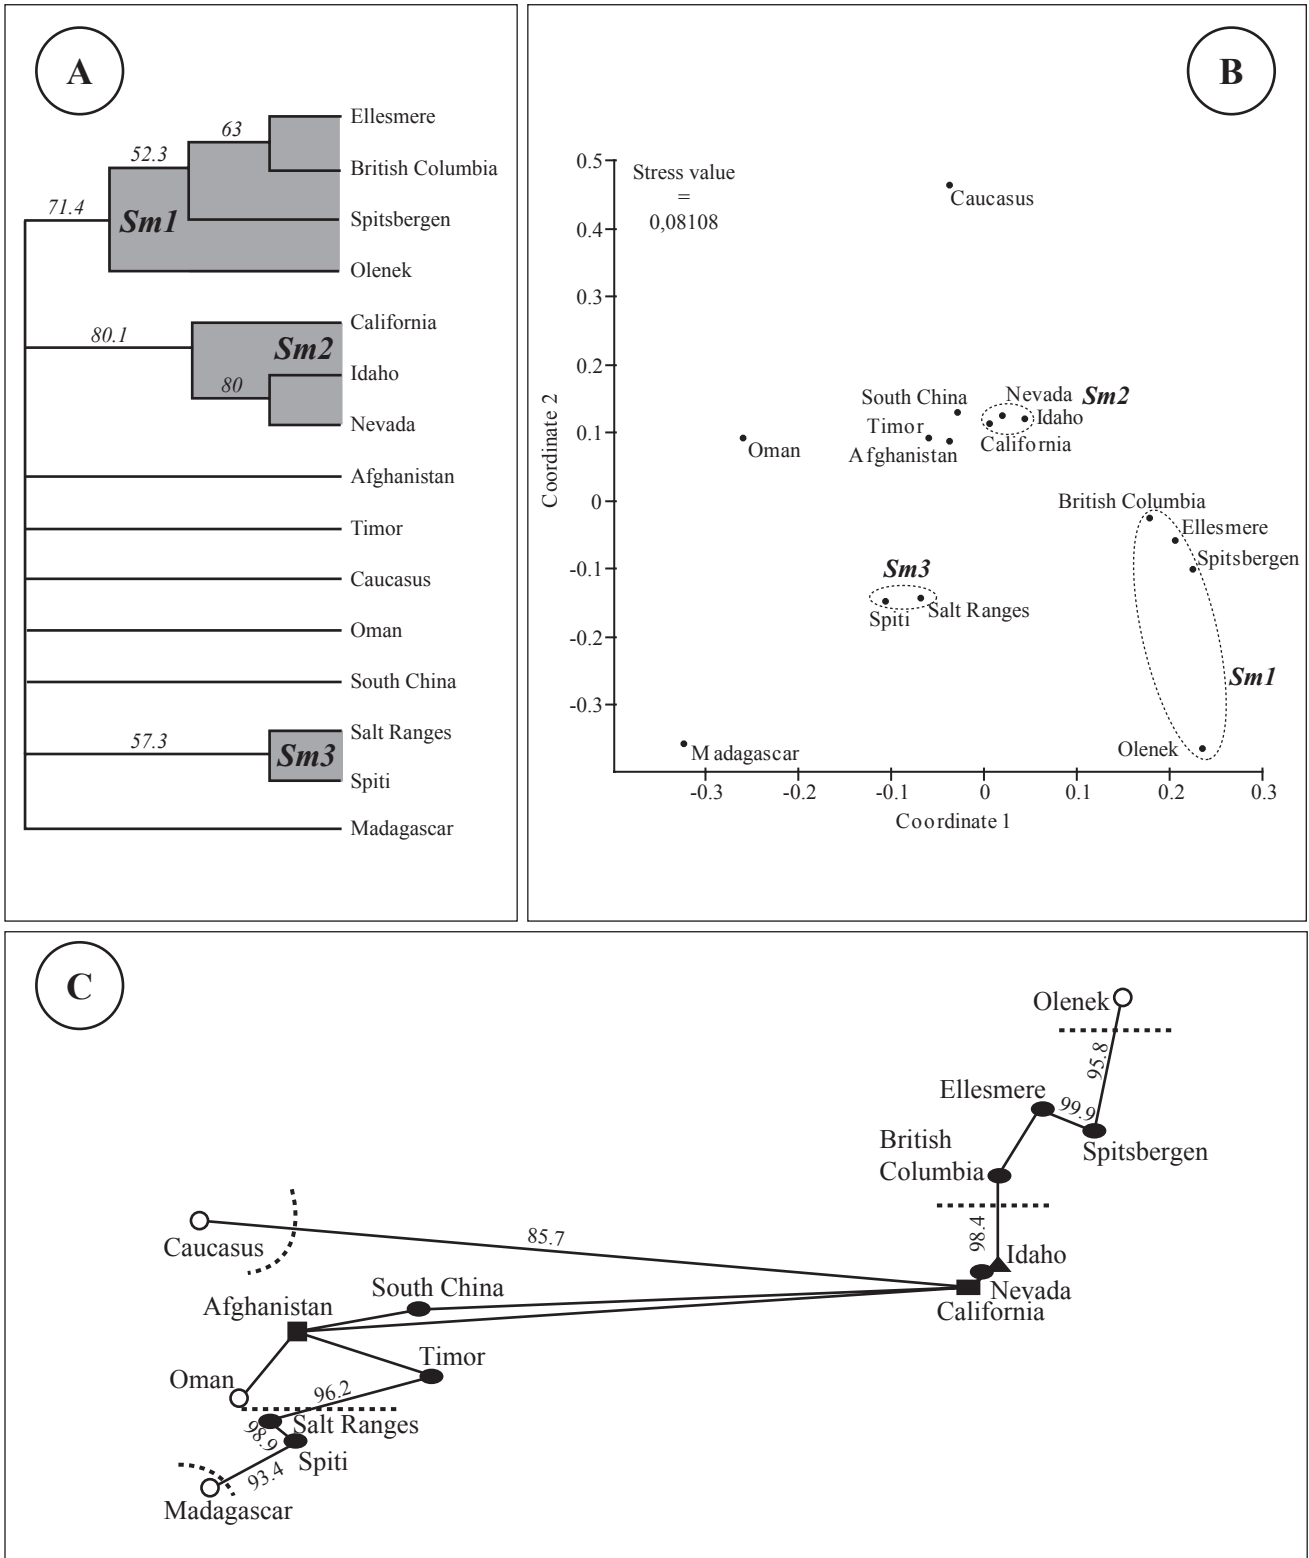 A
63
Ellesmere
52.3
British Columbia
71.4
Sm1
Spitsbergen
Olenek
80.1
California
Sm2
Idaho
80
Nevada
Afghanistan
Timor
Caucasus
Oman
South China
57.3
Salt Ranges
Sm3
Spiti
Madagascar
B
Stress value
=
0,08108
0.5
0.4
0.3
0.2
0.1
0
-0.1
-0.2
-0.3
Coordinate 2
Caucasus
South China
Nevada
Sm2
Timor
Idaho
Afghanistan
California
Oman
British Columbia
Ellesmere
Spitsbergen
Sm3
Spiti
Salt Ranges
Sm1
Olenek
Madagascar
-0.3
-0.2
-0.1
0
0.1
0.2
0.3
Coordinate 1
C
Olenek
95.8
Ellesmere
99.9
Spitsbergen
British
Columbia
98.4
Idaho
Nevada
California
Caucasus
85.7
South China
Afghanistan
Timor
Oman
96.2
Salt Ranges
98.9
Spiti
93.4
Madagascar